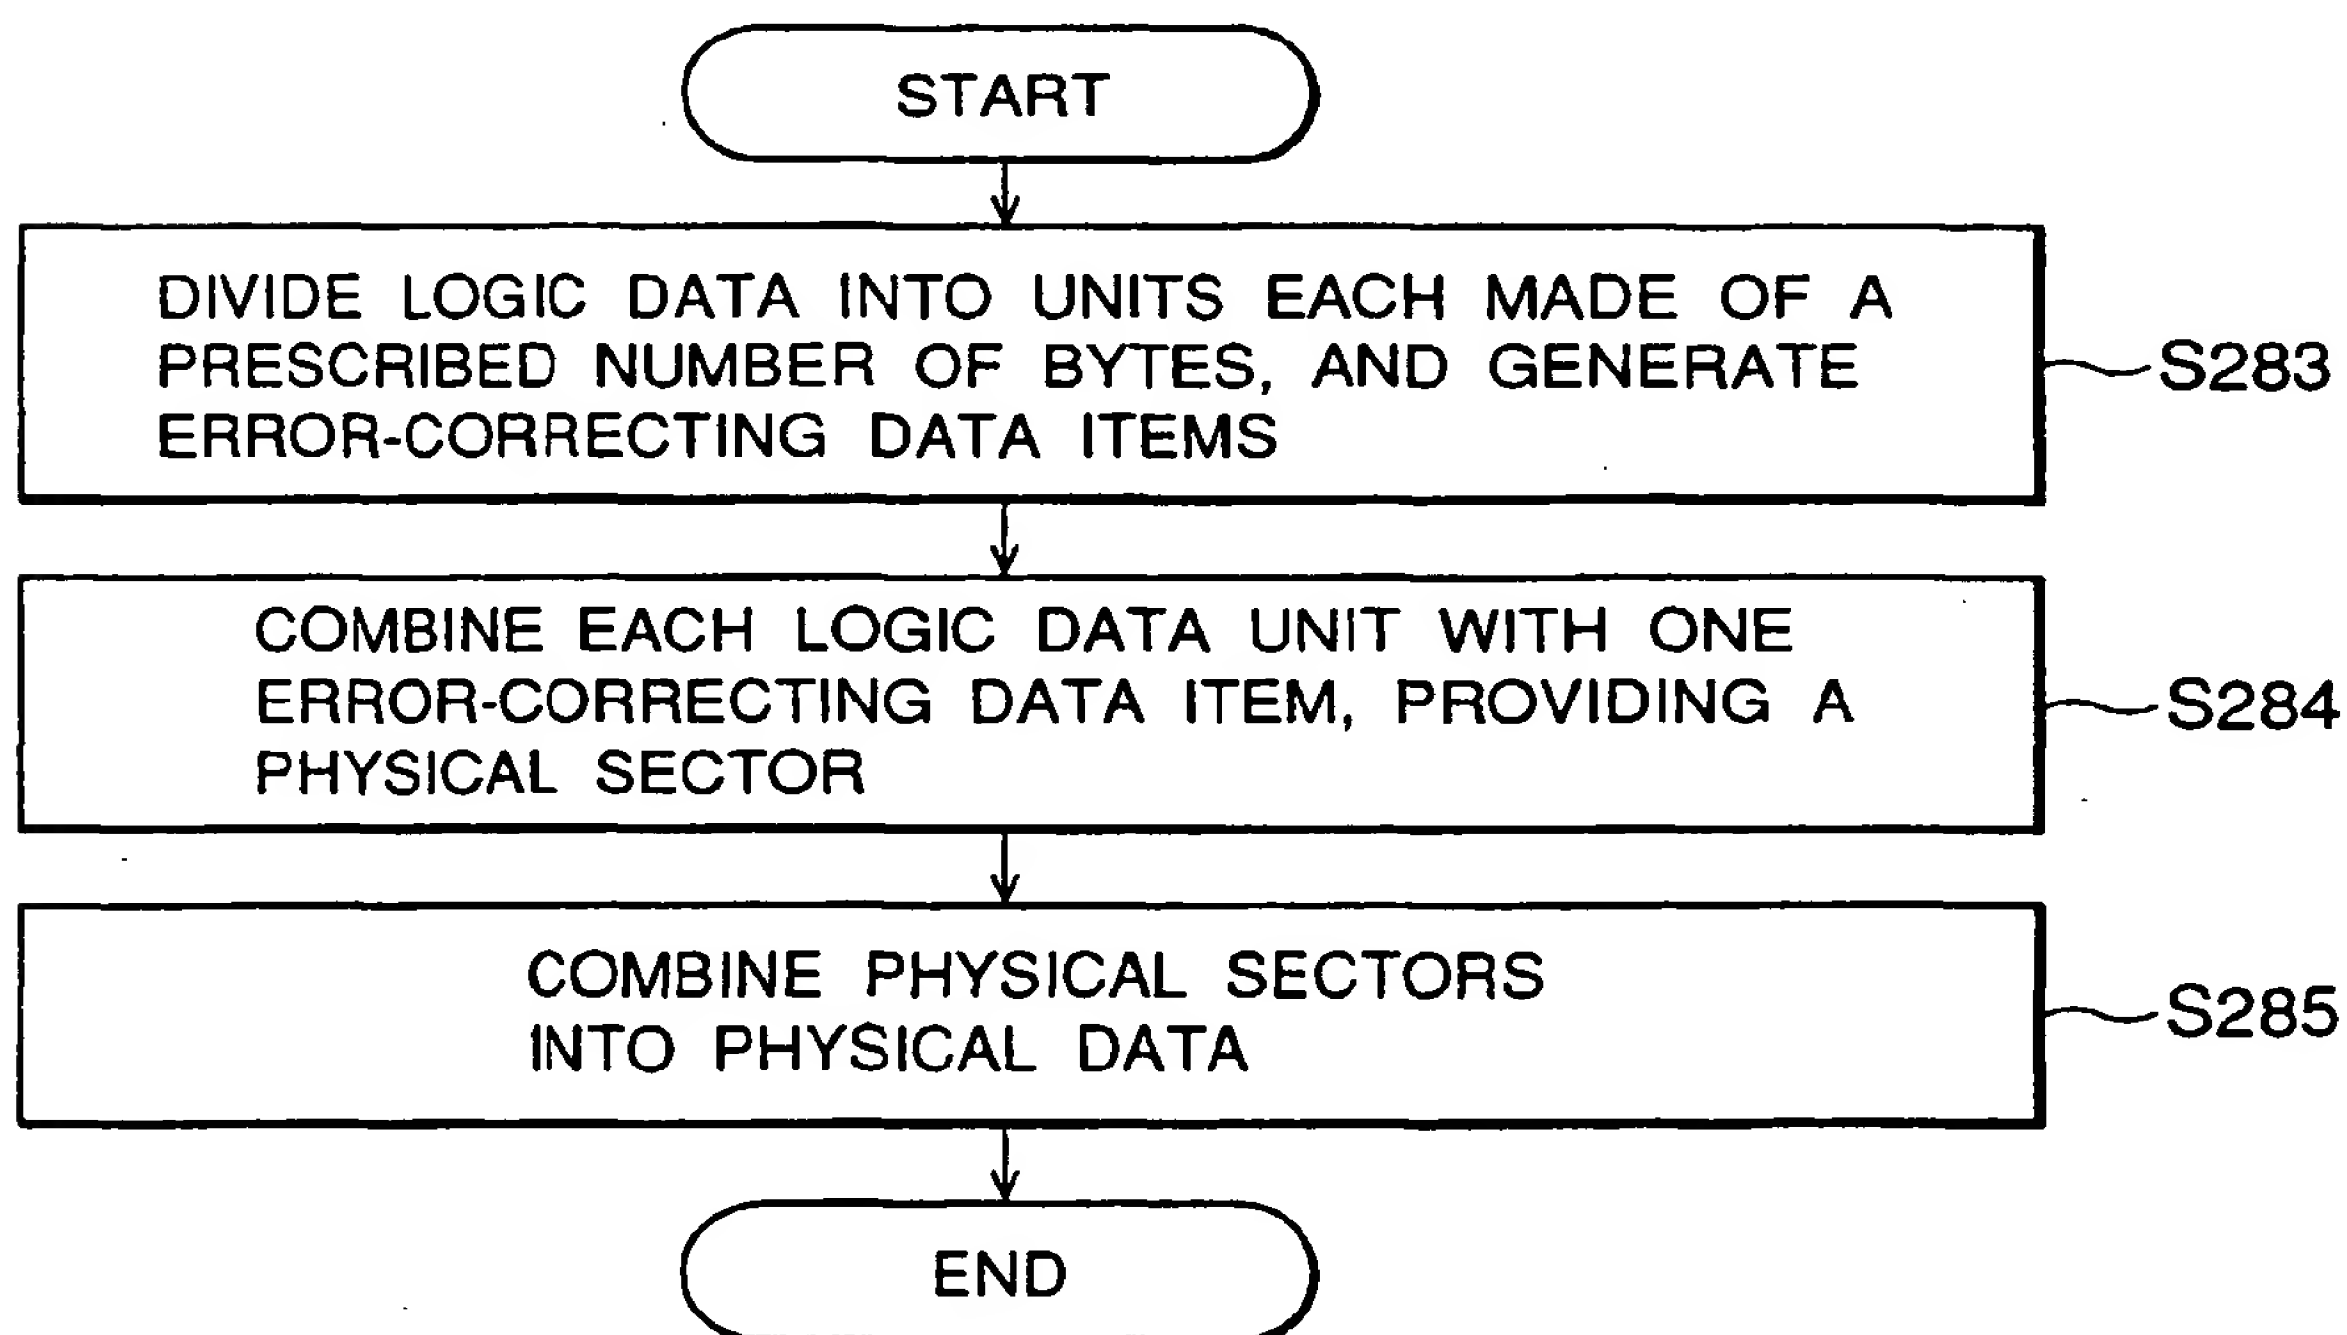 START
DIVIDE LOGIC DATA INTO UNITS EACH MADE OF A
PRESCRIBED NUMBER OF BYTES, AND GENERATE
ERROR-CORRECTING DATA ITEMS
S283
COMBINE EACH LOGIC DATA UNIT WITH ONE
ERROR-CORRECTING DATA ITEM, PROVIDING A
PHYSICAL SECTOR
S284
COMBINE PHYSICAL SECTORS
INTO PHYSICAL DATA
S285
END